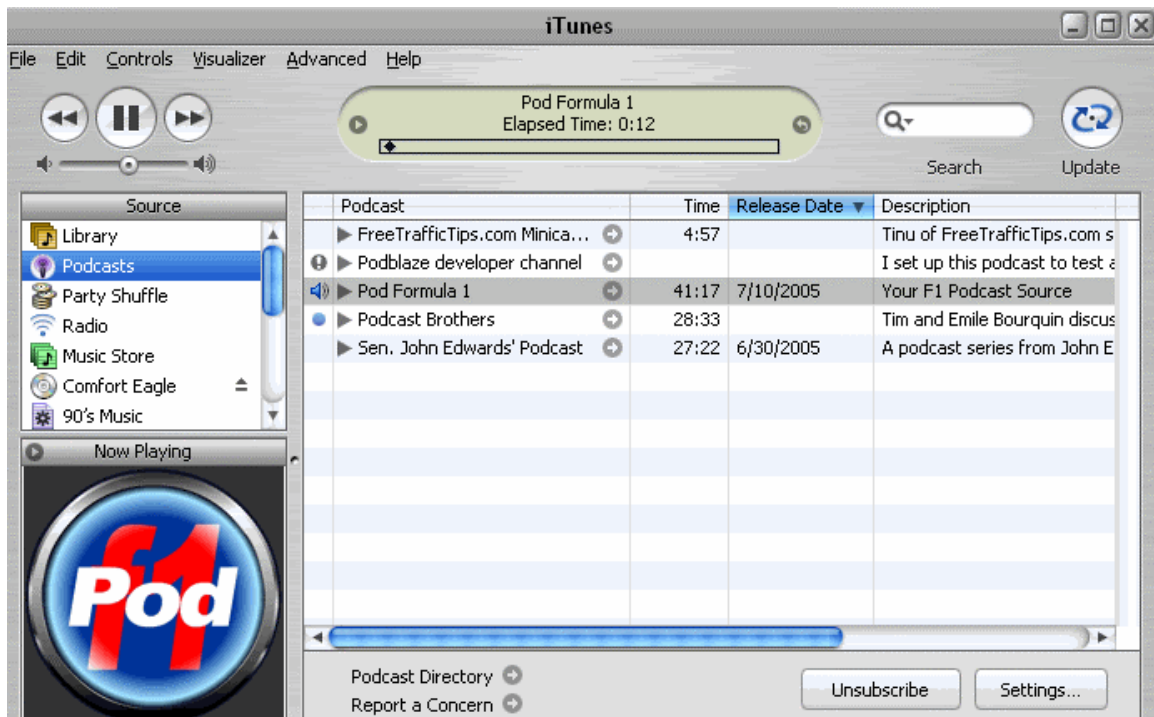 iTunes
File Edit Controls Visualizer Advanced Help
Pod Formula 1
Elapsed Time: 0:12
Search
Update
Source
Library
Podcasts
Party Shuffle
Radio
Music Store
Comfort Eagle
90's Music
Now Playing
f1
Pod
Podcast Time Release Date Description
FreeTrafficTips.com Minica... 4:57 Tinu of FreeTrafficTips.com s
Podblaze developer channel I set up this podcast to test a
Pod Formula 1 41:17 7/10/2005 Your F1 Podcast Source
Podcast Brothers 28:33 Tim and Emile Bourquin discus
Sen. John Edwards' Podcast 27:22 6/30/2005 A podcast series from John E
Podcast Directory
Report a Concern
Unsubscribe
Settings...